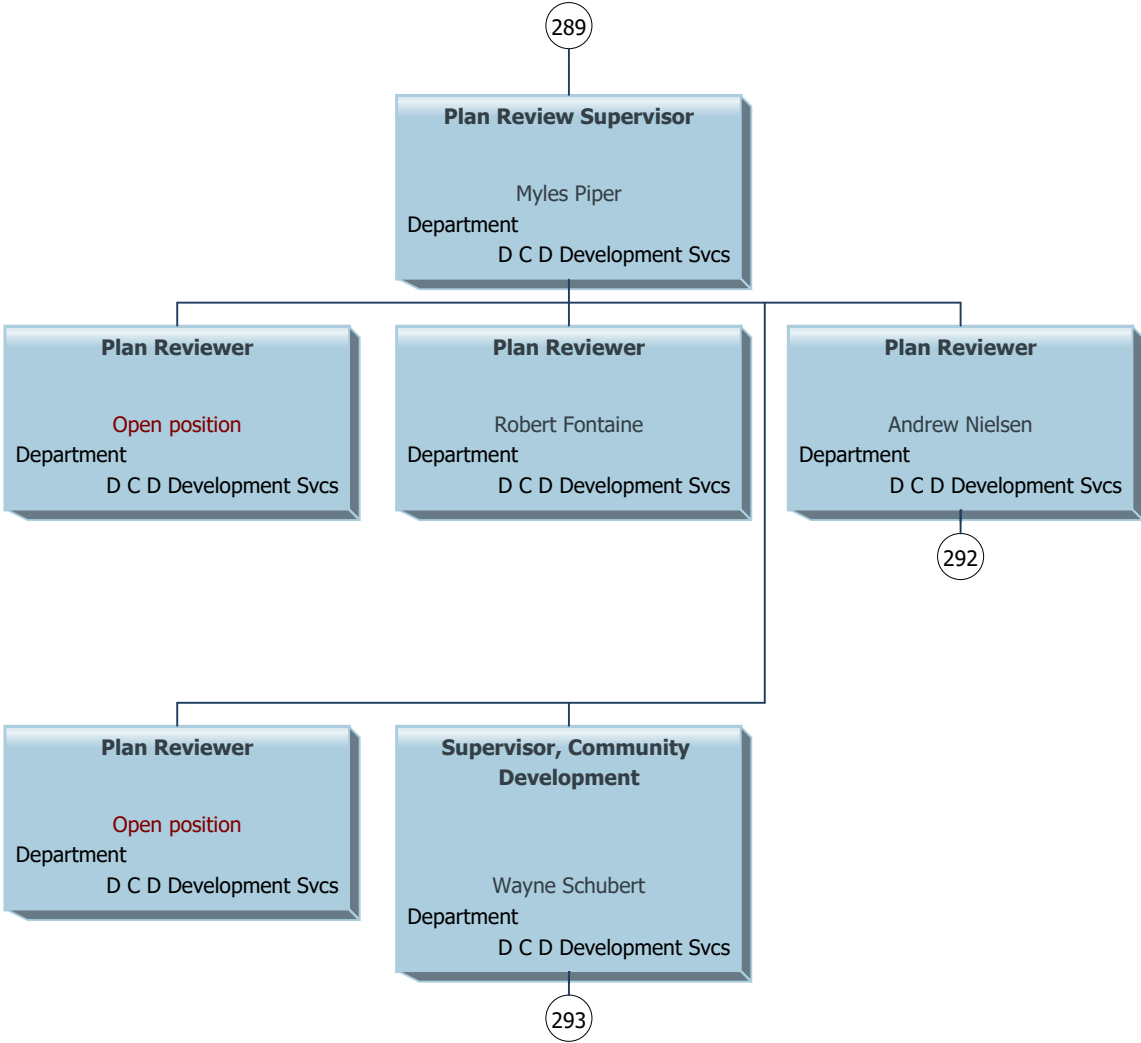 289
Plan Review Supervisor
Myles Piper
Department
D C D Development Svcs
Plan Reviewer
Open position
Department
D C D Development Svcs
Plan Reviewer
Robert Fontaine
Department
D C D Development Svcs
Plan Reviewer
Andrew Nielsen
Department
D C D Development Svcs
292
Plan Reviewer
Open position
Department
D C D Development Svcs
Supervisor, Community
Development
Wayne Schubert
Department
D C D Development Svcs
293